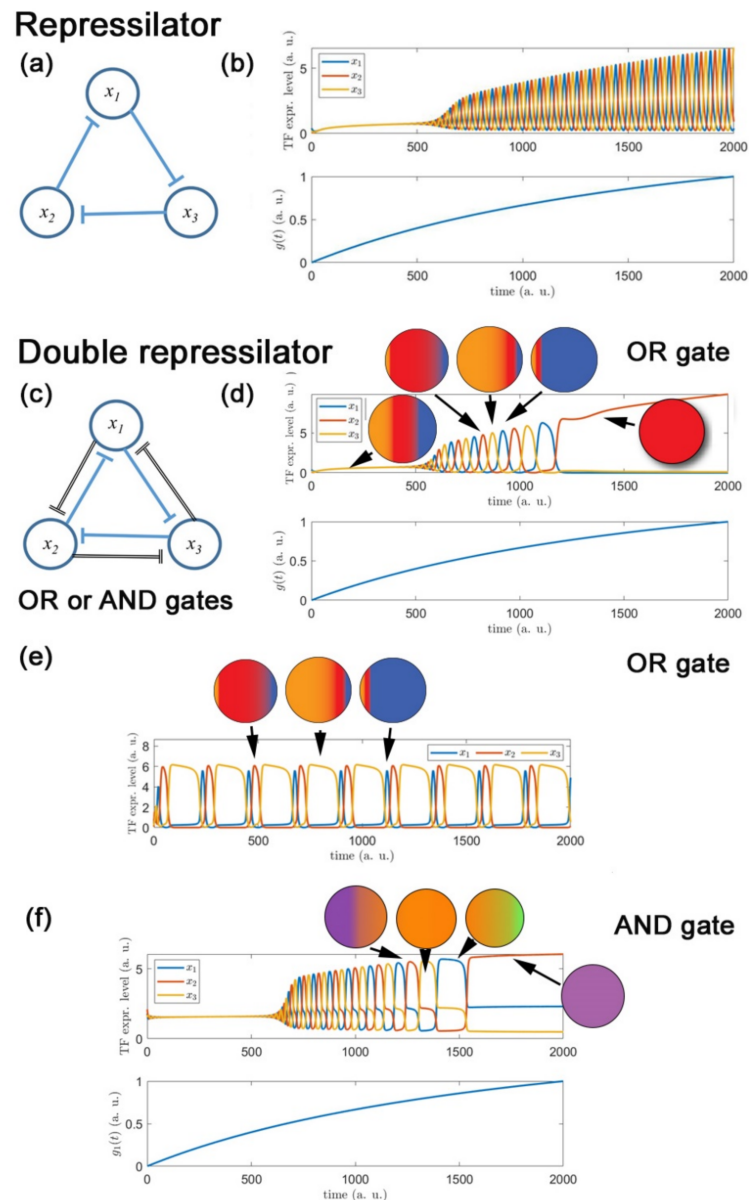 Repressilator
(a)
x1
x2
x3
(b)
TF expr. level (a. u.)
x1
x2
x3
5
0
0 500 1000 1500 2000
g(t) (a. u.)
1
0.5
0
0 500 1000 1500 2000
time (a. u.)
Double repressilator
OR gate
(c)
x1
x2
x3
OR or AND gates
(d)
TF expr. level (a. u.)
x1
x2
x3
5
0
0 500 1000 1500 2000
g(t) (a. u.)
1
0.5
0
0 500 1000 1500 2000
time (a. u.)
(e)
OR gate
TF expr. level (a. u.)
x1 x2 x3
8
6
4
2
0
0 500 1000 1500 2000
time (a. u.)
(f)
AND gate
TF expr. level (a. u.)
x1
x2
x3
5
0
0 500 1000 1500 2000
g1(t) (a. u.)
1
0.5
0
0 500 1000 1500 2000
time (a. u.)